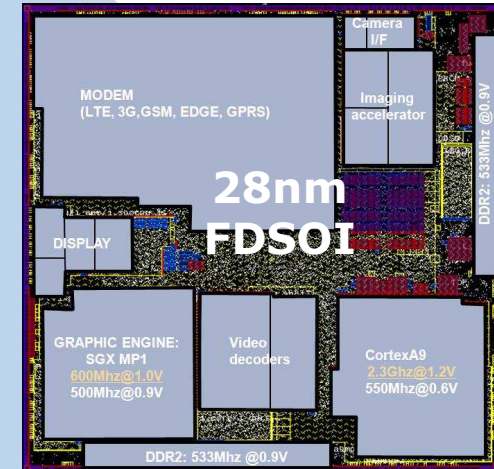 Camera
I/F
MODEM
(LTE, 3G,GSM, EDGE, GPRS)
Imaging
accelerator
DDR2: 533Mhz @0.9V
28nm
FDSOI
DISPLAY
GRAPHIC ENGINE:
SGX MP1
600Mhz@1.0V
500Mhz@0.9V
Video
decoders
CortexA9
2.3Ghz@1.2V
550Mhz@0.6V
DDR2: 533Mhz @0.9V